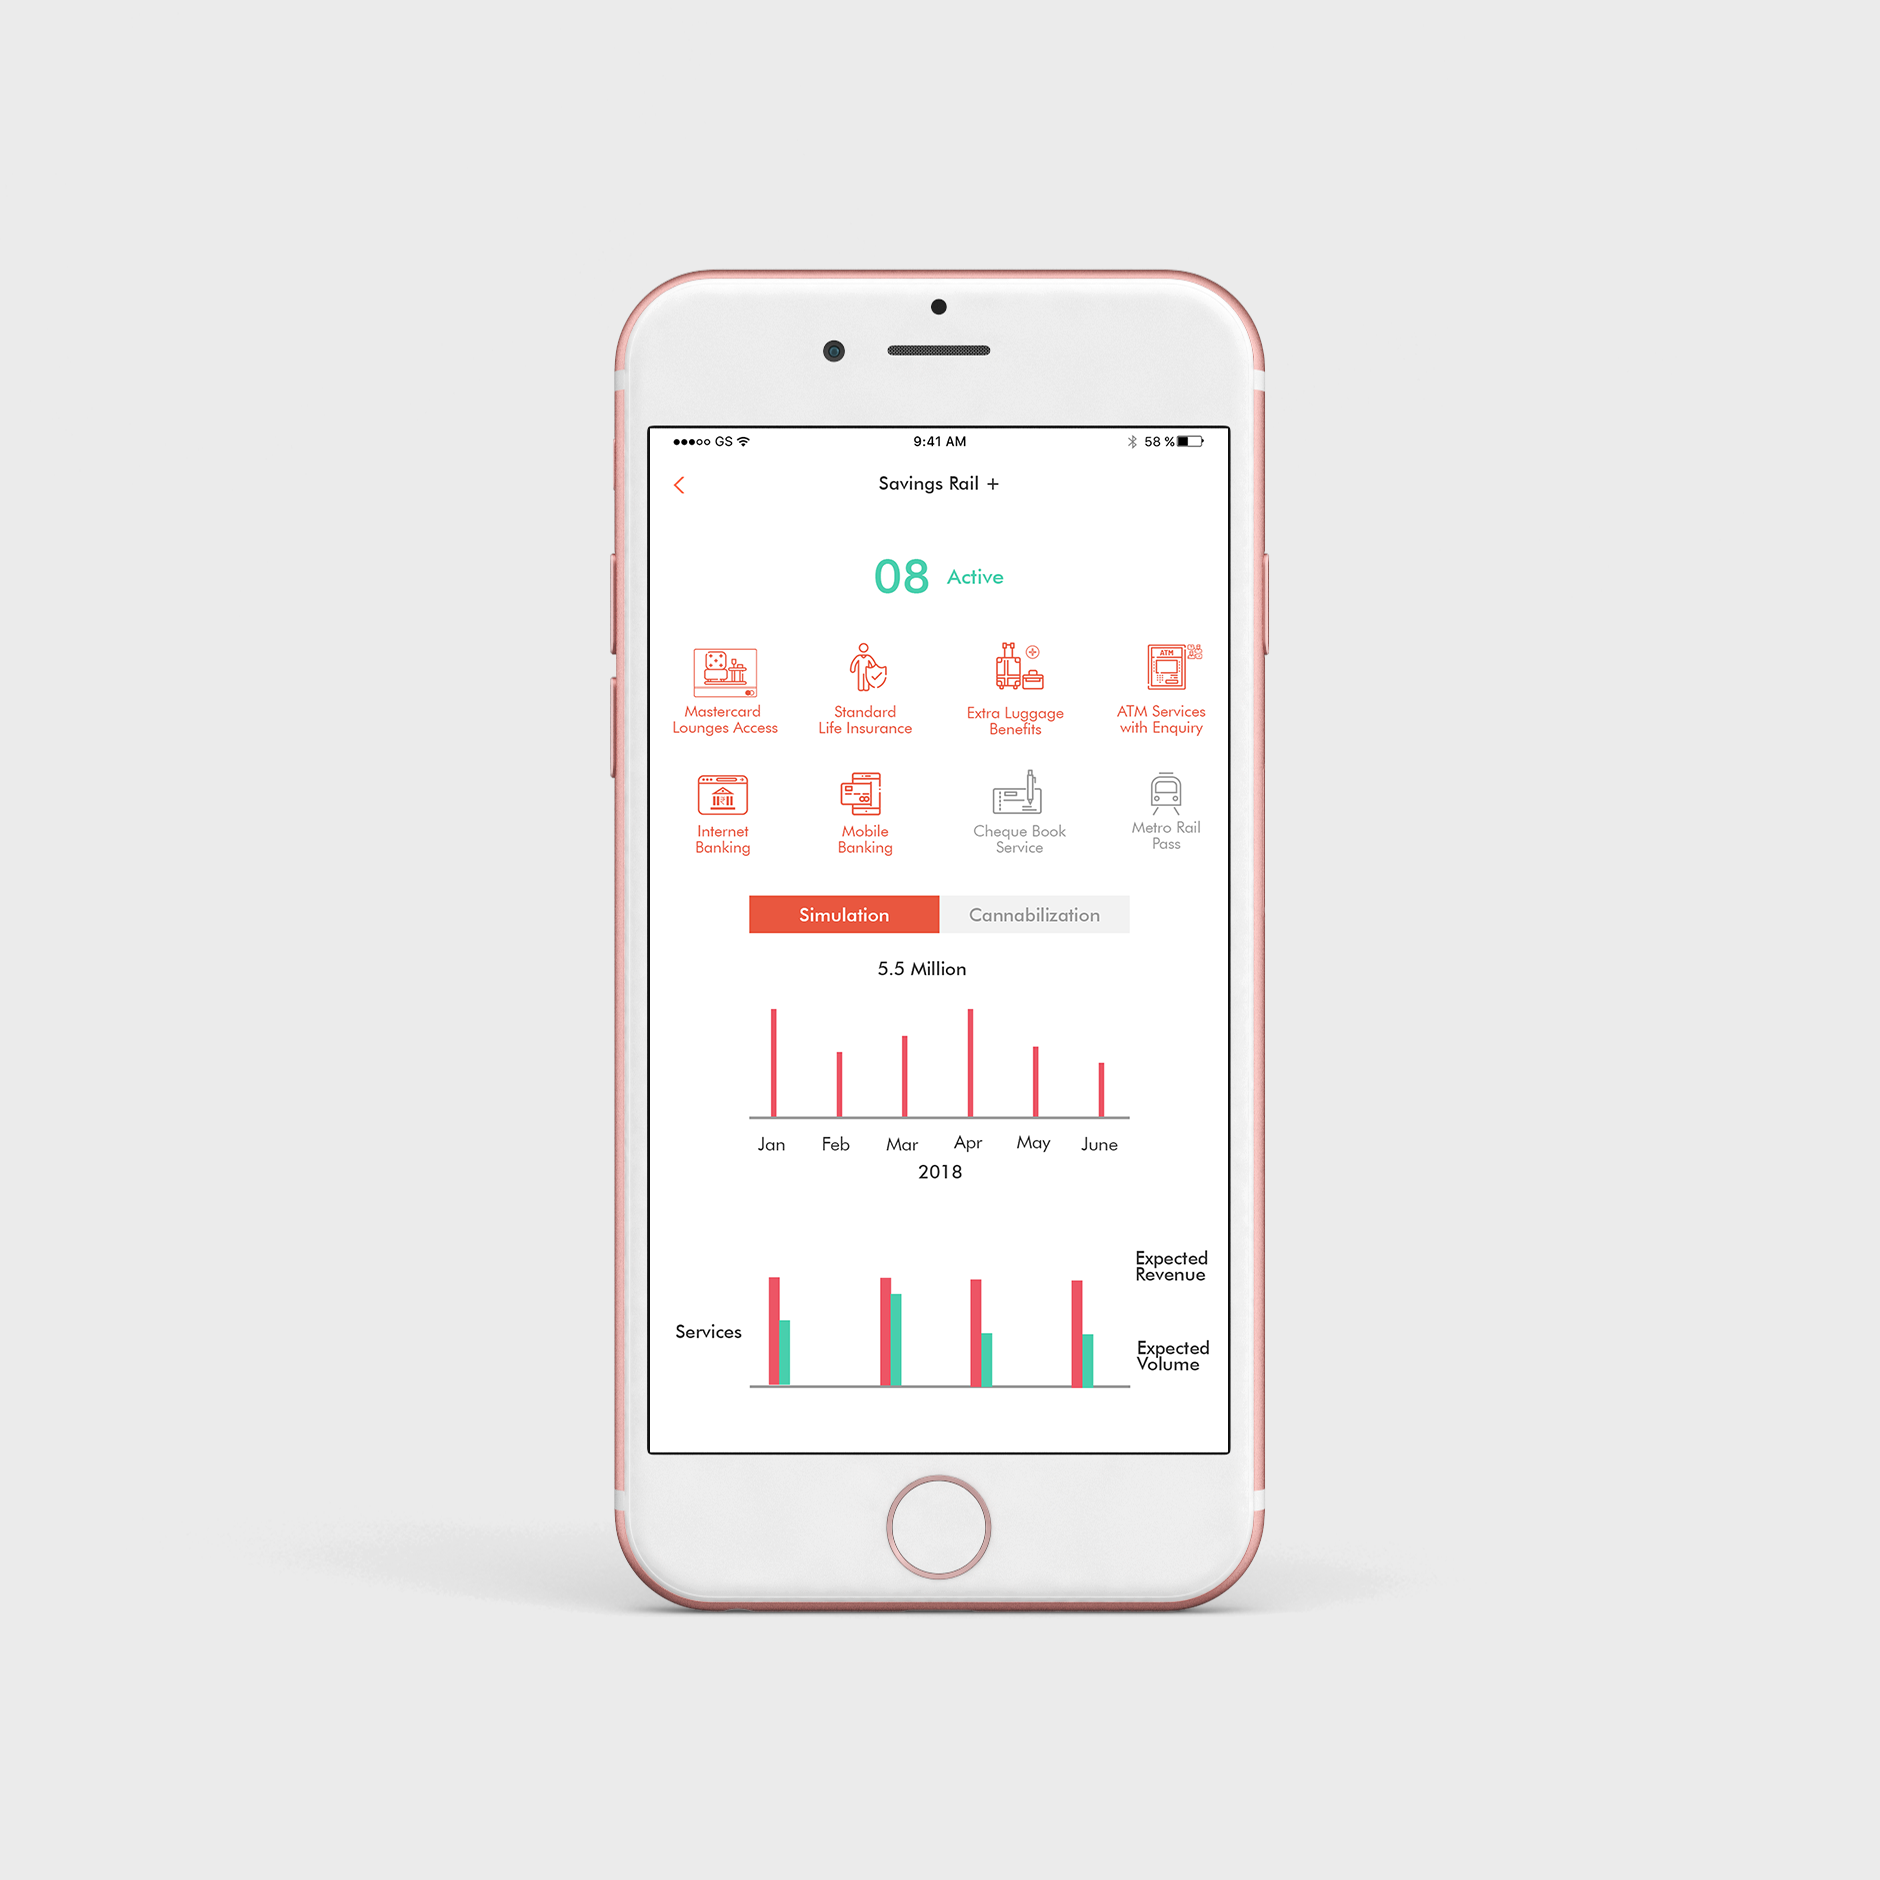 GS 9:41 AM 58 %
Savings Rail +
08 Active
Mastercard
Lounges Access
Standard
Life Insurance
Extra Luggage
Benefits
ATM
ATM Services
with Enquiry
Internet
Banking
Mobile
Banking
Cheque Book
Service
Metro Rail
Pass
Simulation
Cannabilization
5.5 Million
Jan Feb Mar Apr May June
2018
Services
Expected
Revenue
Expected
Volume